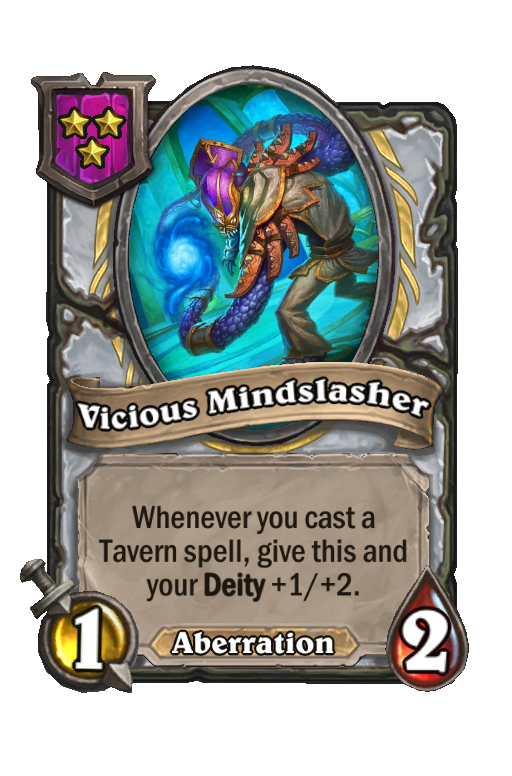 Vicious Mindslasher
Whenever you cast a
Tavern spell, give this and
your Deity +1/+2.
1
Aberration
2